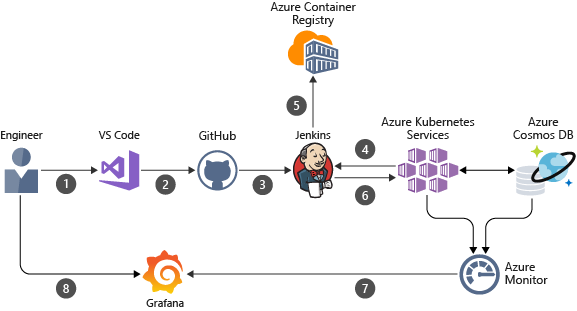 Azure Container
Registry
5
Engineer
VS Code
GitHub
Jenkins
Azure Kubernetes
Services
Azure
Cosmos DB
1
2
3
4
6
Azure
Monitor
8
Grafana
7